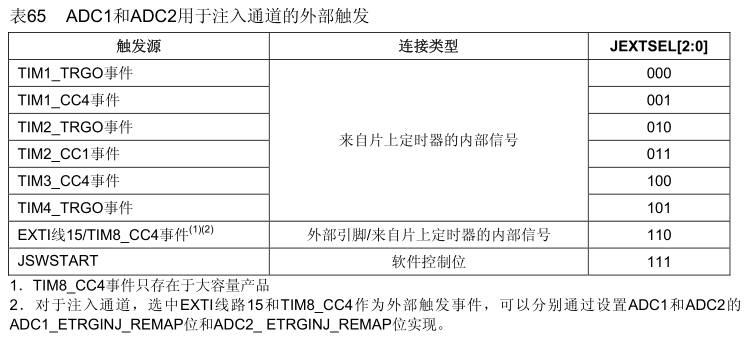 表65 ADC1和ADC2用于注入通道的外部触发
触发源 连接类型 JEXTSEL[2:0]
TIM1_TRGO事件 000
TIM1_CC4事件 001
TIM2_TRGO事件 010
来自片上定时器的内部信号
TIM2_CC1事件 011
TIM3_CC4事件 100
TIM4_TRGO事件 101
EXTI线15/TIM8_CC4事件(1)(2) 外部引脚/来自片上定时器的内部信号 110
JSWSTART 软件控制位 111
1．TIM8_CC4事件只存在于大容量产品
2．对于注入通道，选中EXTI线路15和TIM8_CC4作为外部触发事件，可以分别通过设置ADC1和ADC2的
ADC1_ETRGINJ_REMAP位和ADC2_ ETRGINJ_REMAP位实现。